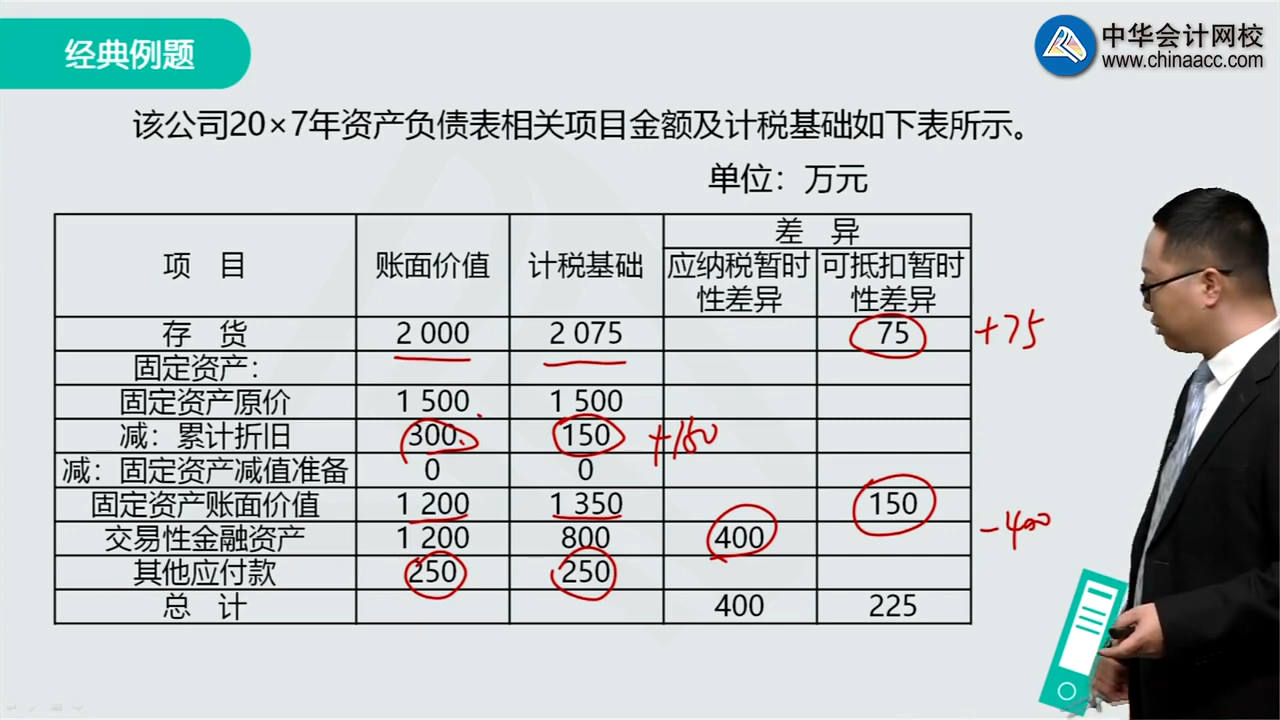 经典例题
中华会计网校
www.chinaacc.com
该公司20×7年资产负债表相关项目金额及计税基础如下表所示。
单位：万元
项 目 账面价值 计税基础 差 异
应纳税暂时性差异 可抵扣暂时性差异
存 货 2 000 2 075 75 +75
固定资产：
固定资产原价 1 500 1 500
减：累计折旧 300 150 +150
减：固定资产减值准备 0 0
固定资产账面价值 1 200 1 350 150
交易性金融资产 1 200 800 400 -400
其他应付款 250 250
总 计 400 225